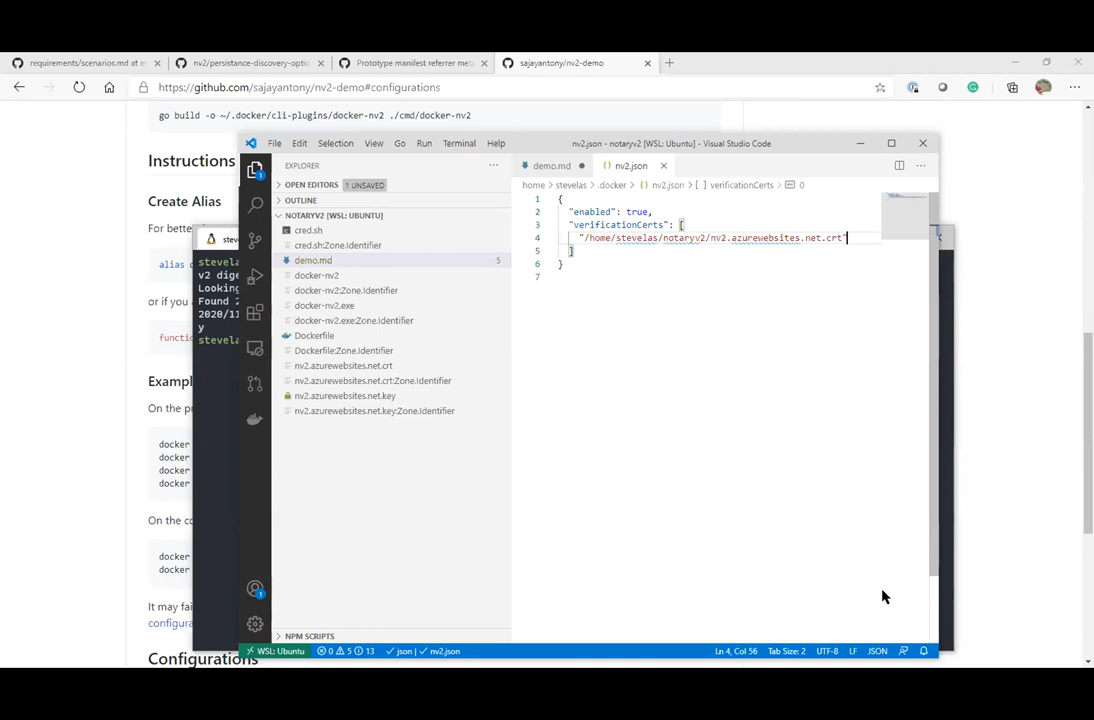 requirements/scenarios.md at m
nv2/persistance-discovery-optio
Prototype manifest referrer met
sajayantony/nv2-demo
https://github.com/sajayantony/nv2-demo#configurations
go build -o ~/.docker/cli-plugins/docker-nv2 ./cmd/docker-nv2
Instructions
Create Alias
For bette
alias d
or if you a
functio
Exampl
On the pr
docker
docker
docker
docker
On the co
docker
docker
It may fai
configura
Configurations
steve
stevela
v2 dige
Looking
Found 2
2020/11
y
stevela
File Edit Selection View Go Run Terminal Help
nv2.json - notaryv2 [WSL: Ubuntu] - Visual Studio Code
EXPLORER
OPEN EDITORS 1 UNSAVED
OUTLINE
NOTARYV2 [WSL: UBUNTU]
cred.sh
cred.sh:Zone.Identifier
demo.md 5
docker-nv2
docker-nv2:Zone.Identifier
docker-nv2.exe
docker-nv2.exe:Zone.Identifier
Dockerfile
Dockerfile:Zone.Identifier
nv2.azurewebsites.net.crt
nv2.azurewebsites.net.crt:Zone.Identifier
nv2.azurewebsites.net.key
nv2.azurewebsites.net.key:Zone.Identifier
NPM SCRIPTS
demo.md
nv2.json
home > stevelas > .docker > nv2.json > [ ] verificationCerts > 0
1 {
2 "enabled": true,
3 "verificationCerts": [
4 "/home/stevelas/notaryv2/nv2.azurewebsites.net.crt"
5 ]
6 }
7
WSL: Ubuntu 0 5 13 json | nv2.json
Ln 4, Col 56 Tab Size: 2 UTF-8 LF JSON